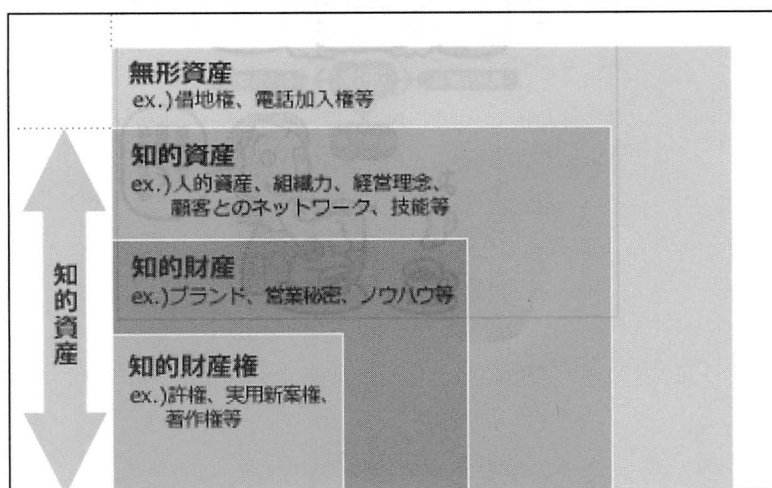 無形資産
ex.)借地権、電話加入権等
知的資産
ex.)人的資産、組織力、経営理念、
顧客とのネットワーク、技能等
知的財産
ex.)ブランド、営業秘密、ノウハウ等
知的財産権
ex.)許権、実用新案権、
著作権等
知的資産